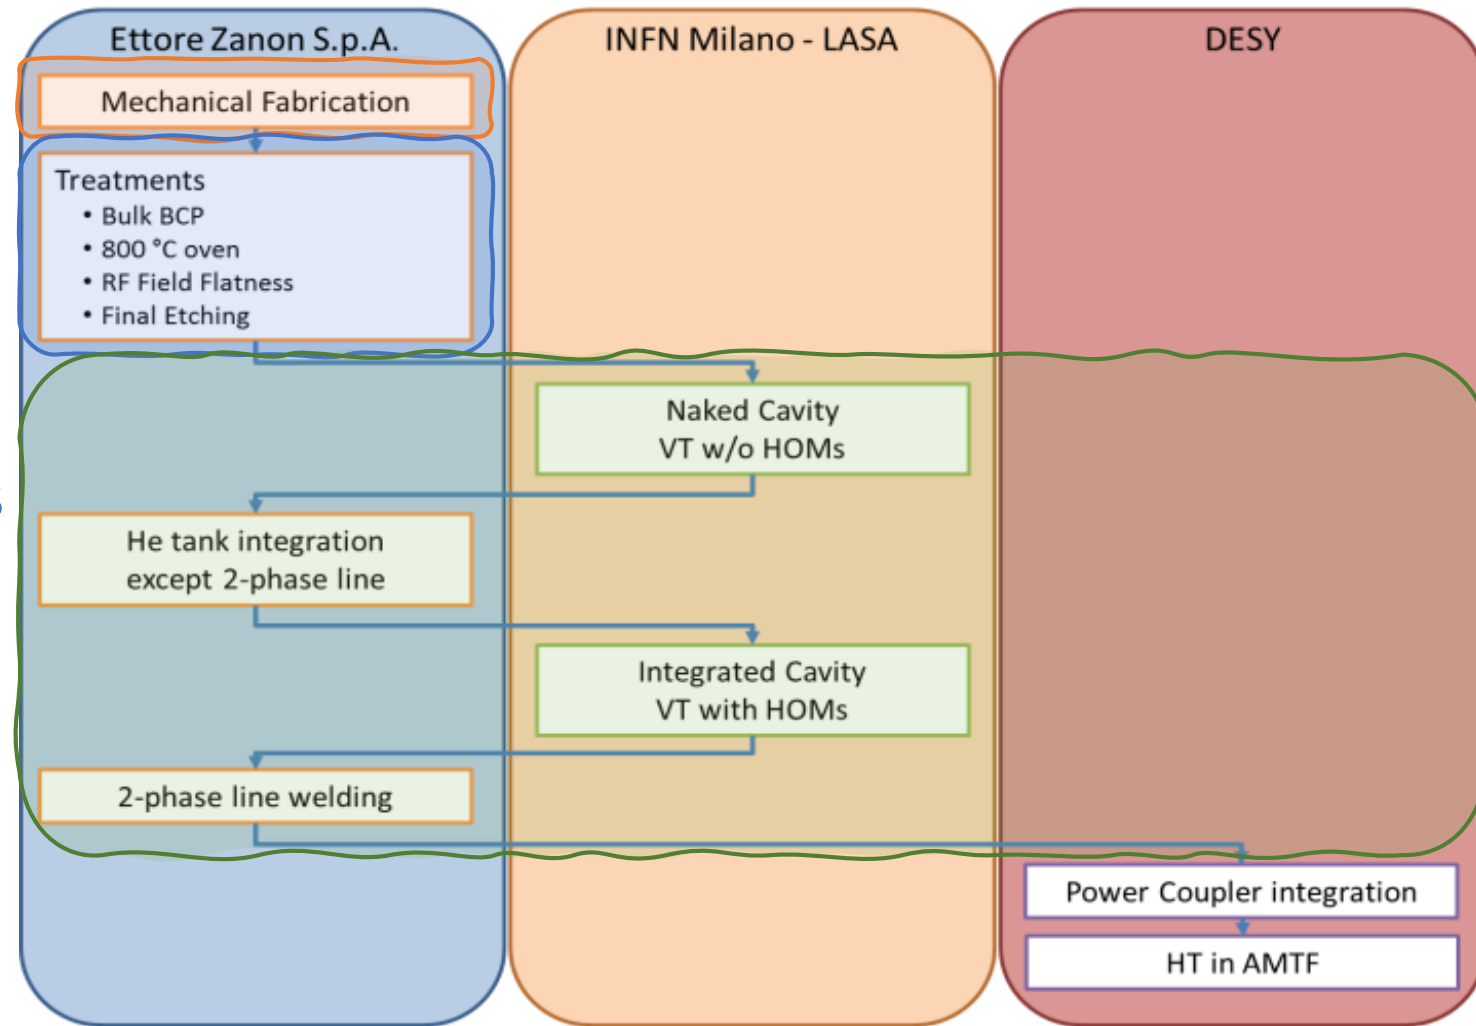 Ettore Zanon S.p.A.
INFN Milano - LASA
DESY
Mechanical Fabrication
Treatments
• Bulk BCP
• 800 °C oven
• RF Field Flatness
• Final Etching
Naked Cavity
VT w/o HOMs
He tank integration
except 2-phase line
Integrated Cavity
VT with HOMs
2-phase line welding
Power Coupler integration
HT in AMTF